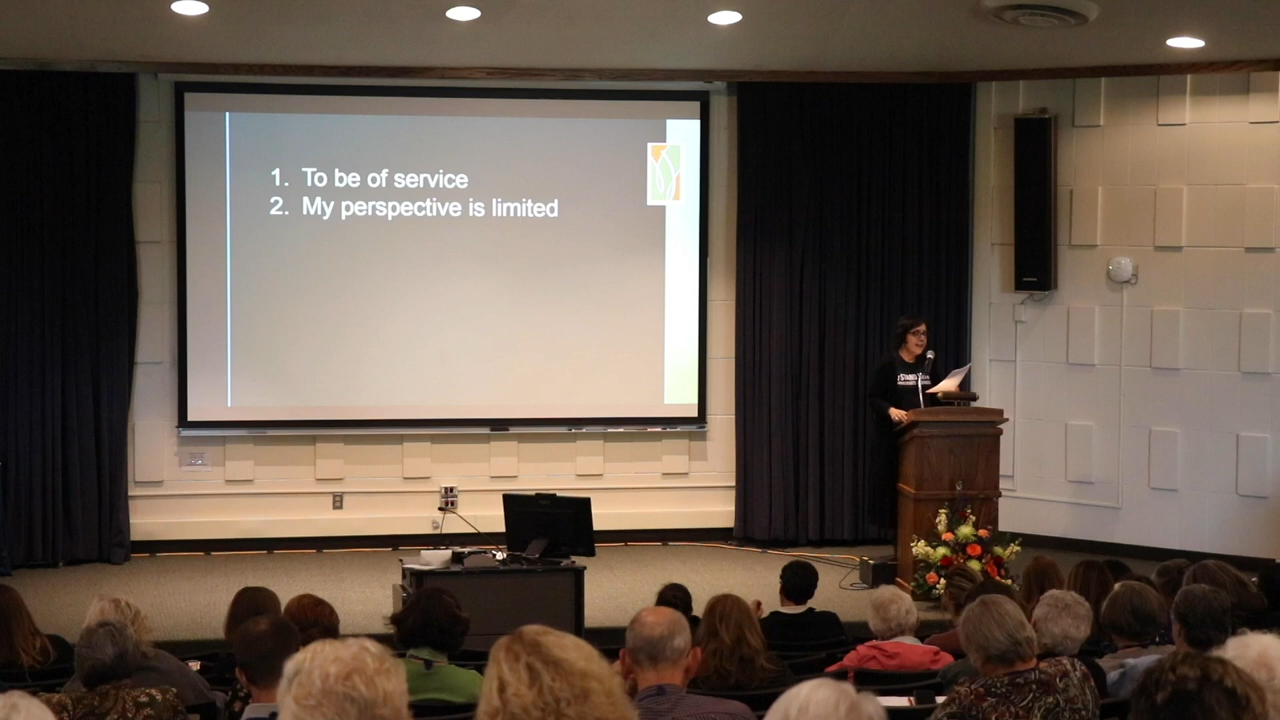 1. To be of service
2. My perspective is limited